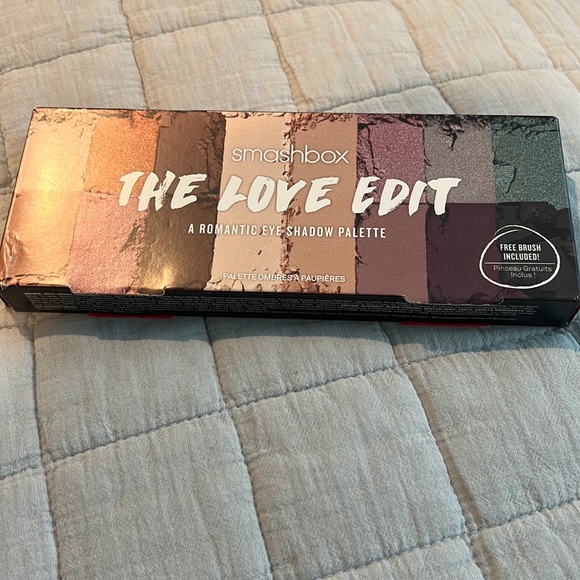 smashbox
THE LOVE EDIT
A ROMANTIC EYE SHADOW PALETTE
PALETTE OMBRES À PAUPIÈRES
FREE BRUSH
INCLUDED!
Pinceau Gratuits
Inclus !